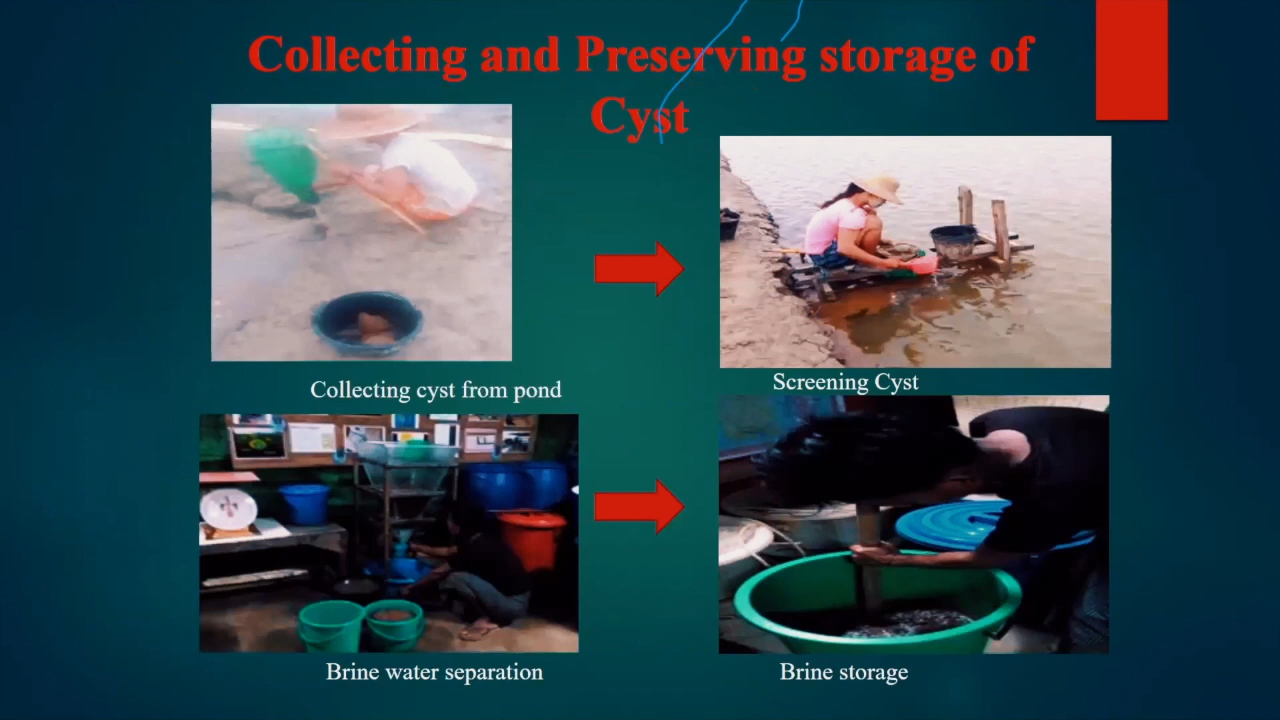 Collecting and Preserving storage of
Cyst
Collecting cyst from pond
Screening Cyst
Brine water separation
Brine storage